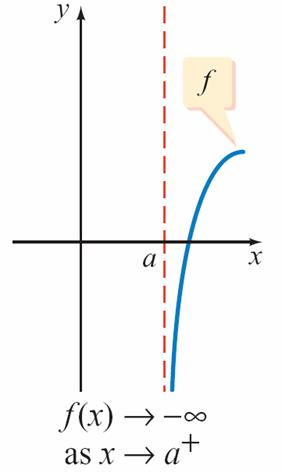 y
f
a
x
f(x) → −∞
as x → a⁺